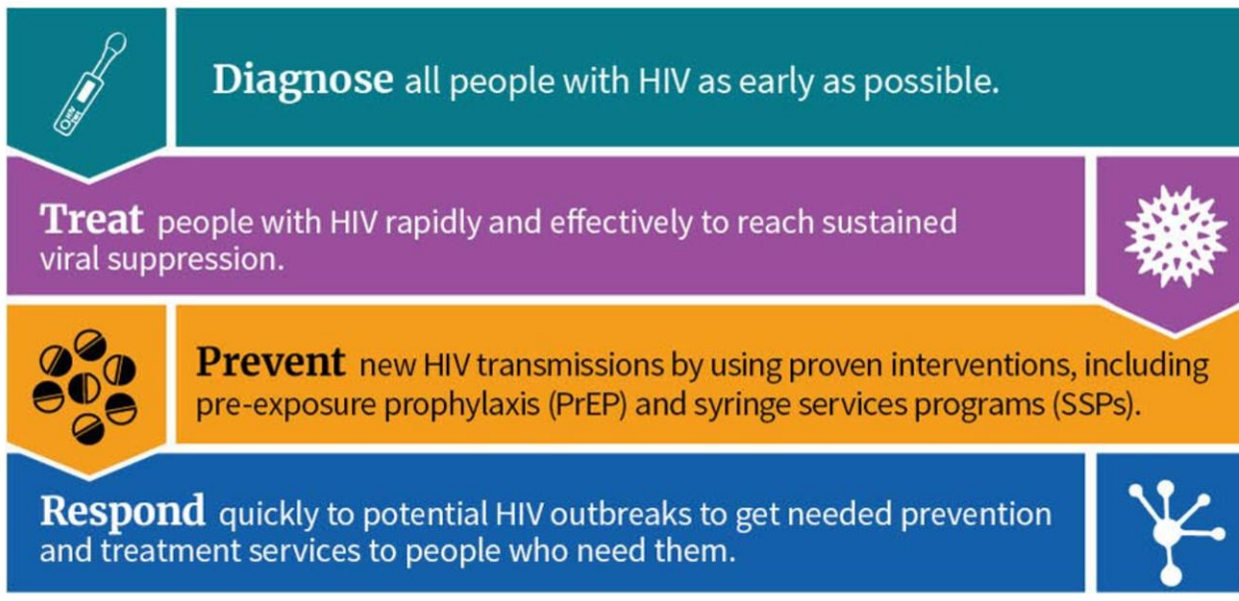 Diagnose all people with HIV as early as possible.
Treat people with HIV rapidly and effectively to reach sustained
viral suppression.
Prevent new HIV transmissions by using proven interventions, including
pre-exposure prophylaxis (PrEP) and syringe services programs (SSPs).
Respond quickly to potential HIV outbreaks to get needed prevention
and treatment services to people who need them.